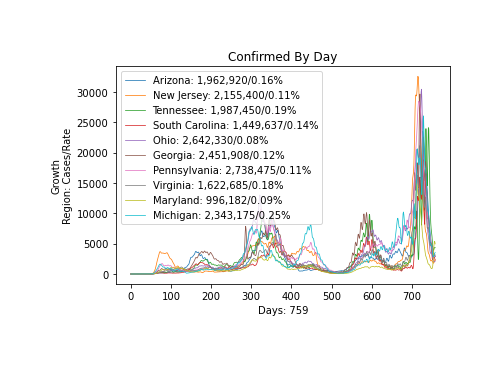 Confirmed By Day
Growth
Region: Cases/Rate
30000
25000
20000
15000
10000
5000
0
Arizona: 1,962,920/0.16%
New Jersey: 2,155,400/0.11%
Tennessee: 1,987,450/0.19%
South Carolina: 1,449,637/0.14%
Ohio: 2,642,330/0.08%
Georgia: 2,451,908/0.12%
Pennsylvania: 2,738,475/0.11%
Virginia: 1,622,685/0.18%
Maryland: 996,182/0.09%
Michigan: 2,343,175/0.25%
0 100 200 300 400 500 600 700
Days: 759